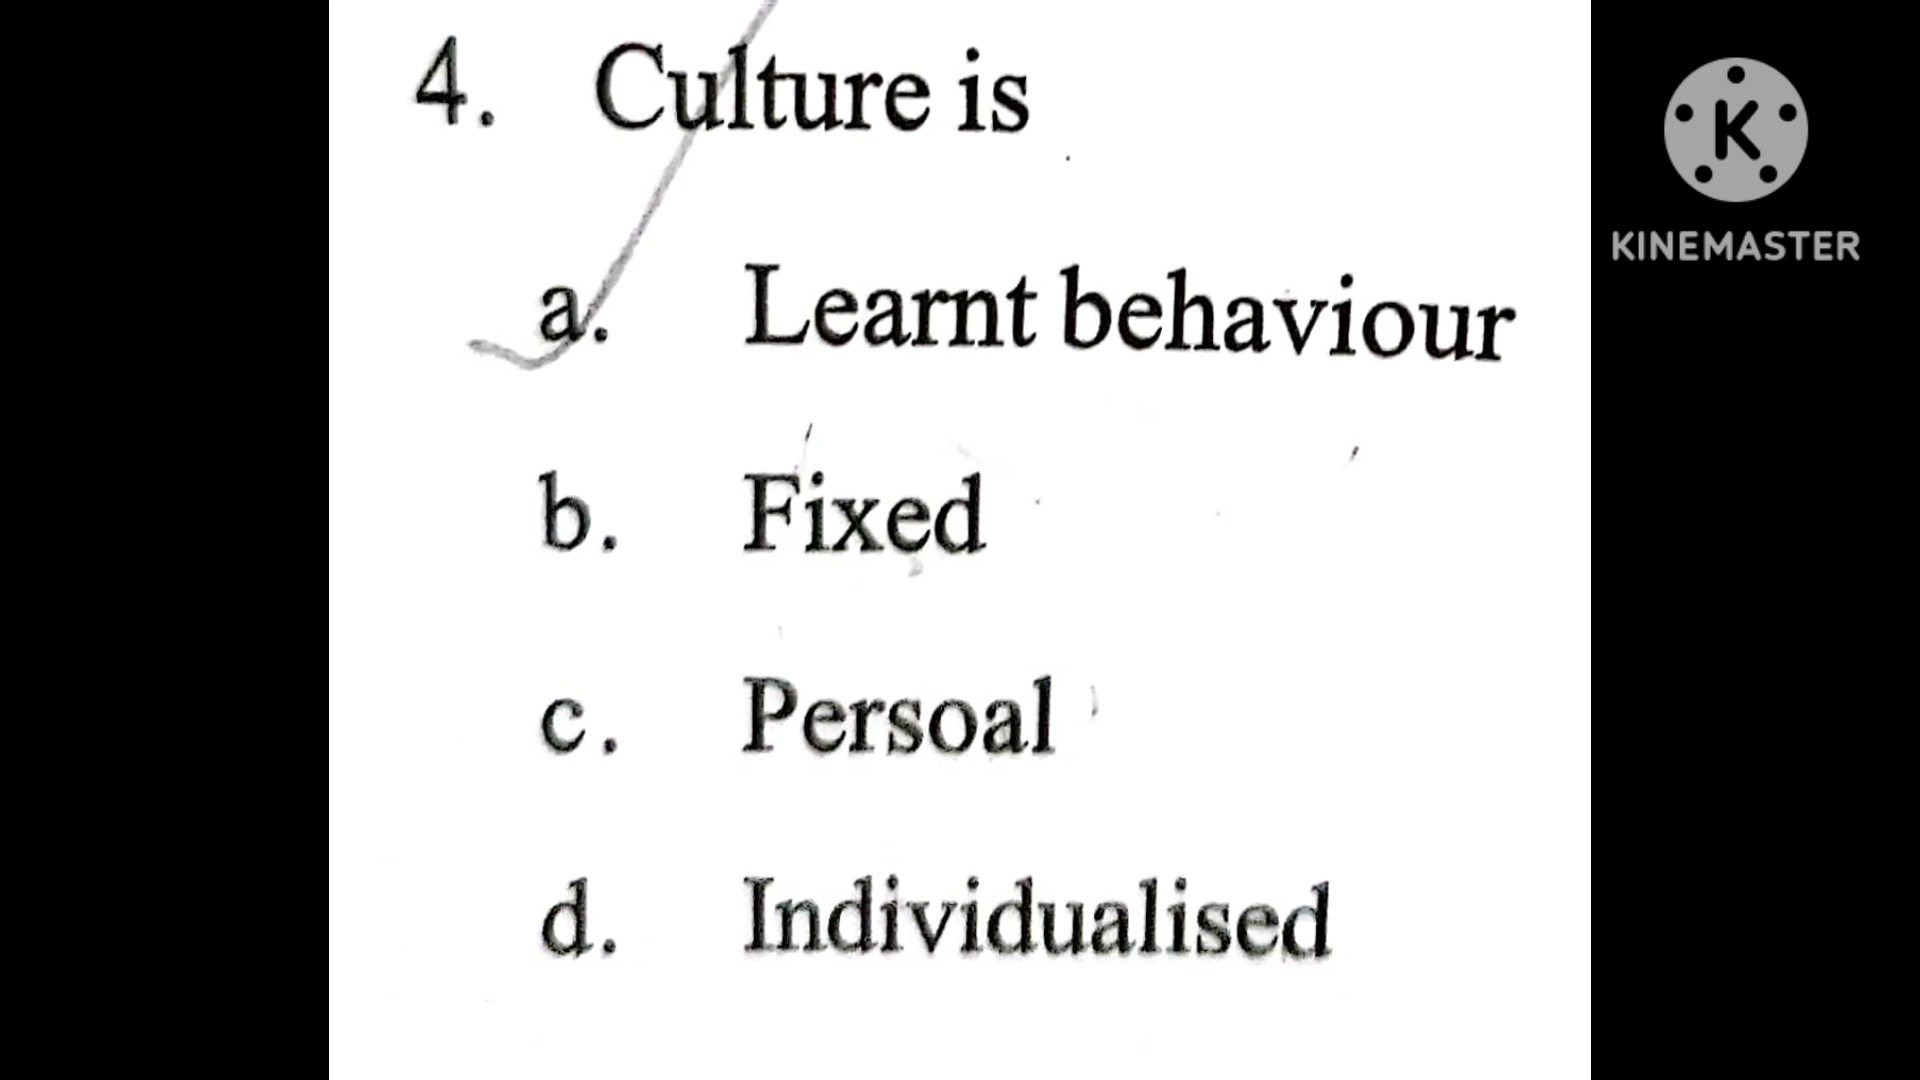 4. Culture is
a. Learnt behaviour
b. Fixed
c. Persoal
d. Individualised
K
KINEMASTER